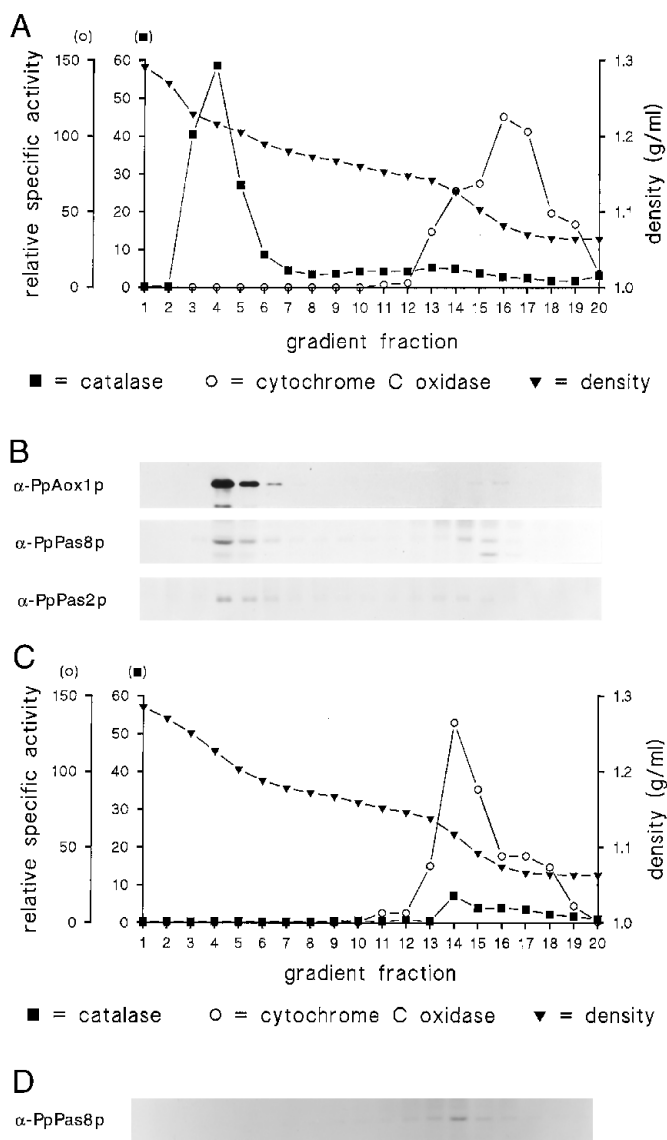 A
(○) (■)
relative specific activity
150
100
50
0
60
50
40
30
20
10
0
1.3
1.2
1.1
1.0
density (g/ml)
1 2 3 4 5 6 7 8 9 10 11 12 13 14 15 16 17 18 19 20
gradient fraction
■ = catalase ○ = cytochrome C oxidase ▼ = density
B
α-PpAox1p
α-PpPas8p
α-PpPas2p
C
(○) (■)
relative specific activity
150
100
50
0
60
50
40
30
20
10
0
1.3
1.2
1.1
1.0
density (g/ml)
1 2 3 4 5 6 7 8 9 10 11 12 13 14 15 16 17 18 19 20
gradient fraction
■ = catalase ○ = cytochrome C oxidase ▼ = density
D
α-PpPas8p